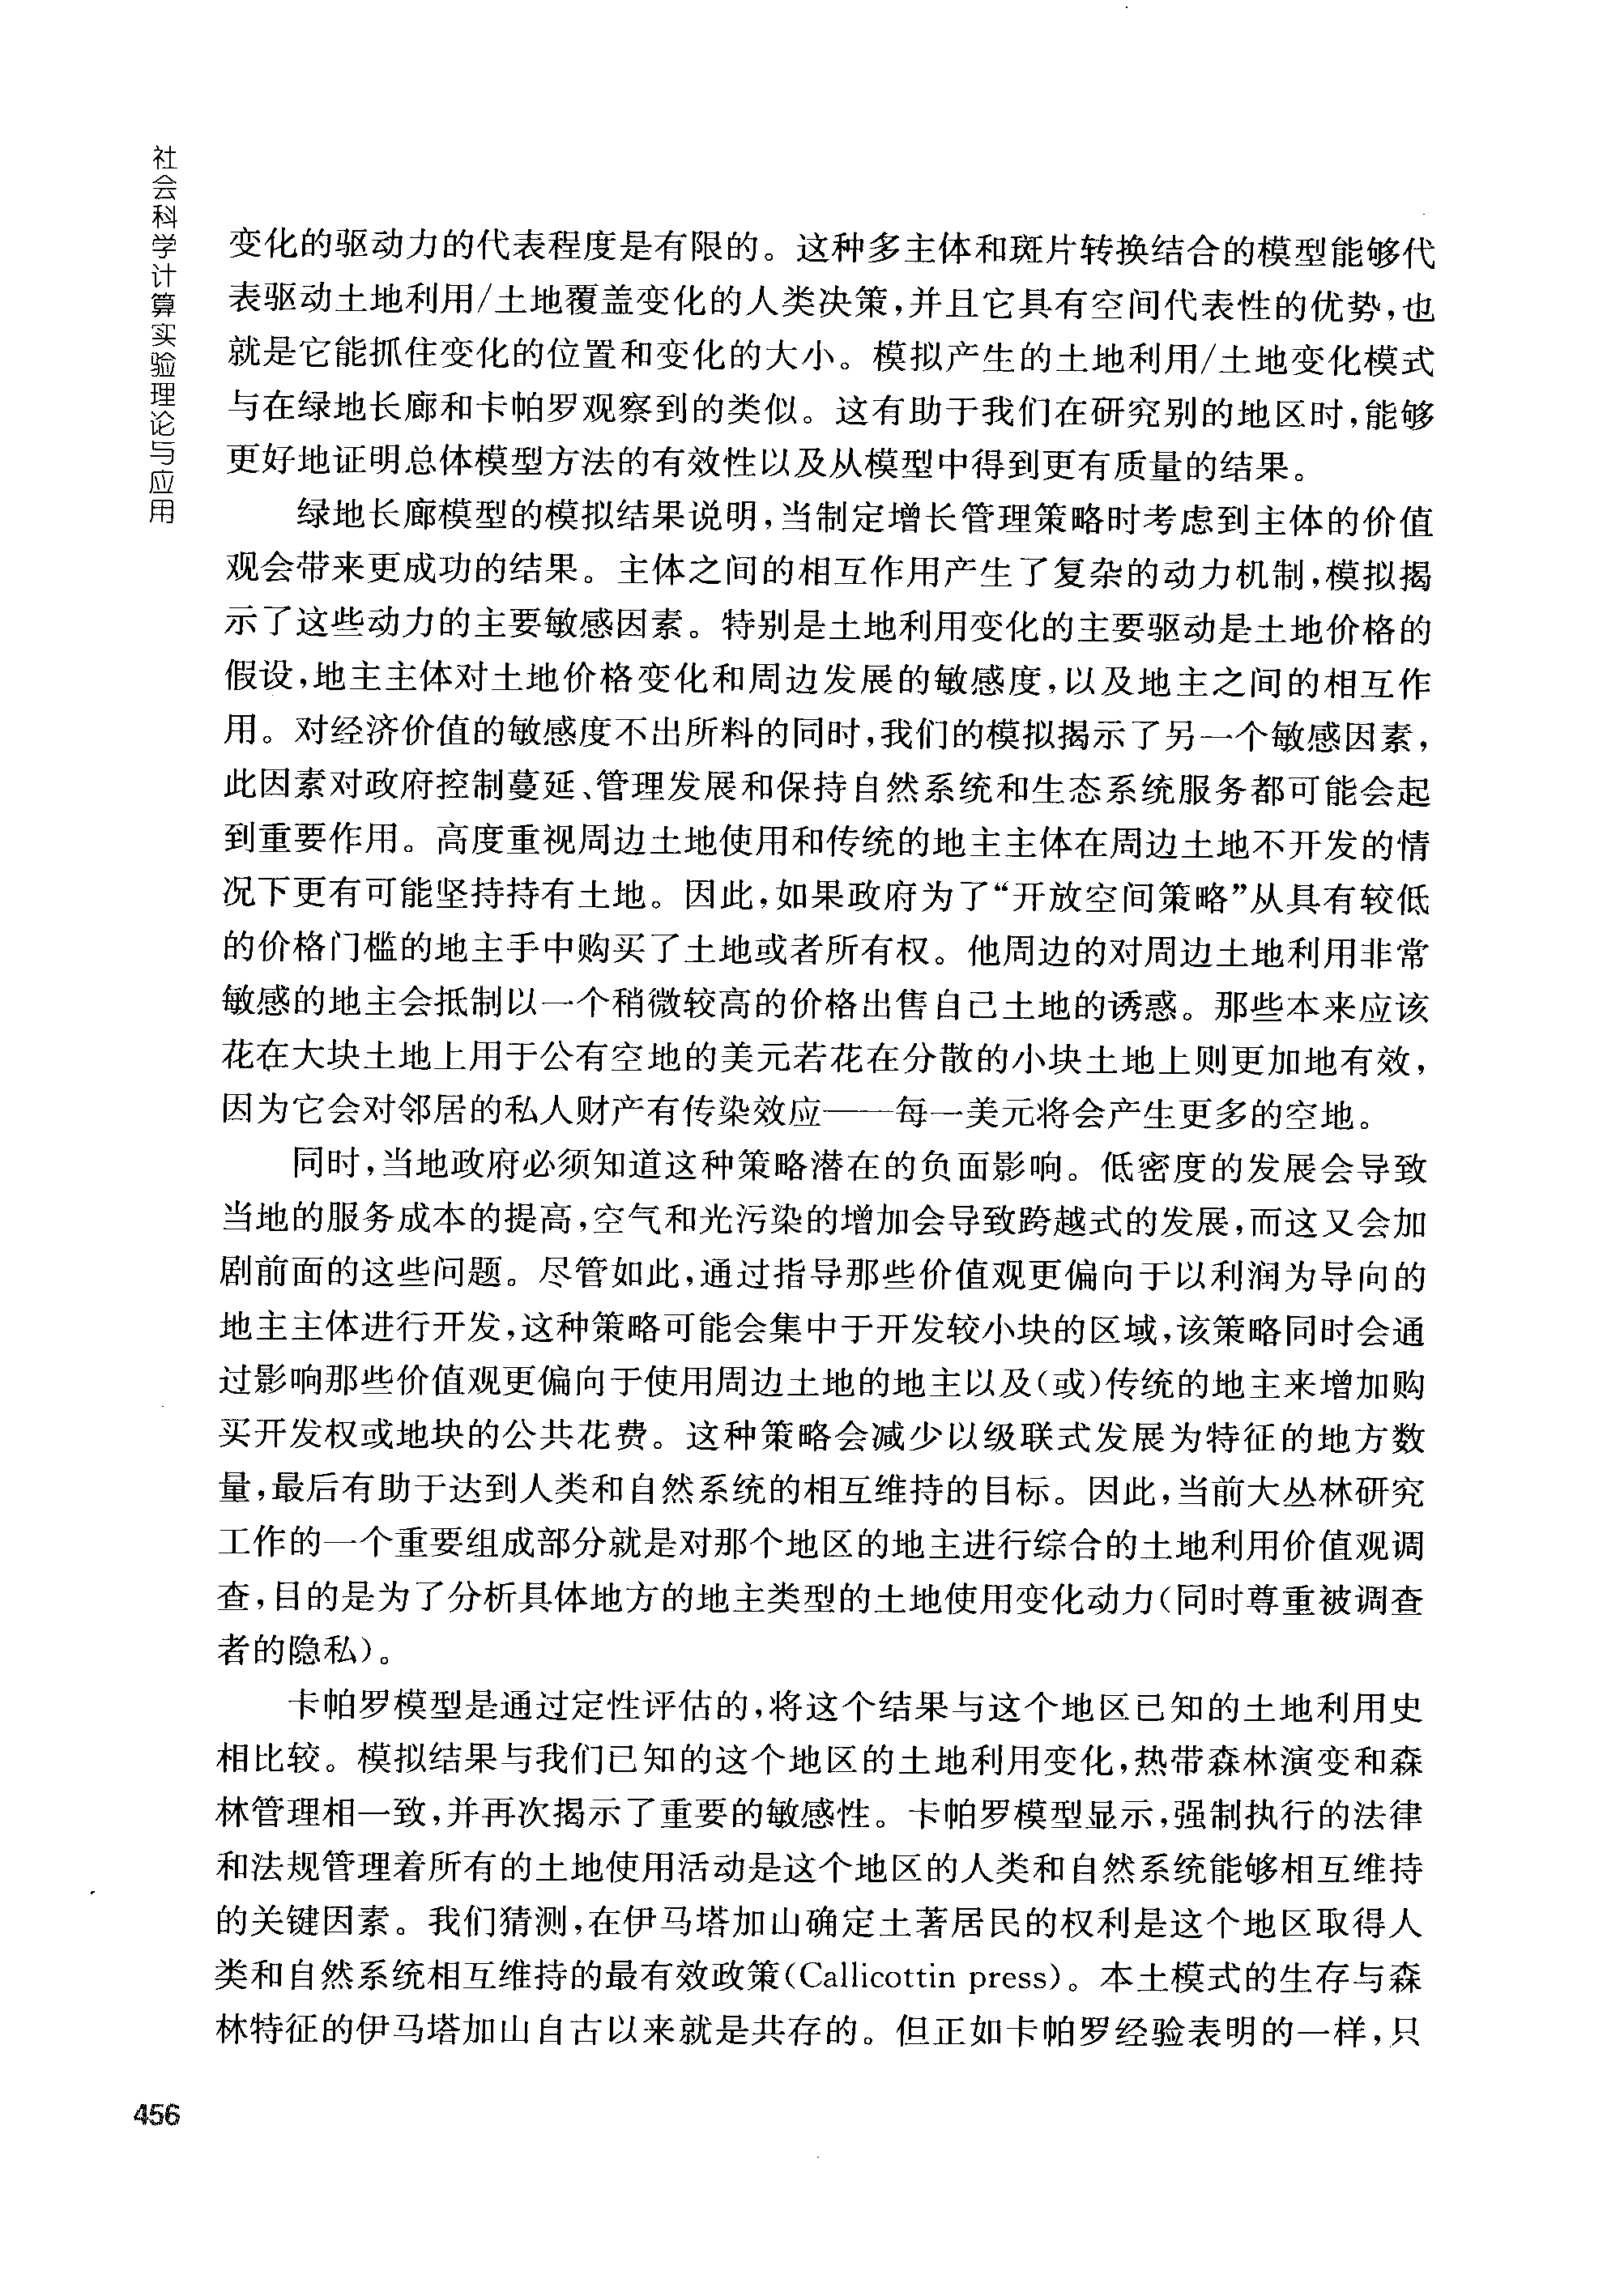 社会科学计算实验理论与应用
变化的驱动力的代表程度是有限的。这种多主体和斑片转换结合的模型能够代
表驱动土地利用/土地覆盖变化的人类决策,并且它具有空间代表性的优势,也
就是它能抓住变化的位置和变化的大小。模拟产生的土地利用/土地变化模式
与在绿地长廊和卡帕罗观察到的类似。这有助于我们在研究别的地区时,能够
更好地证明总体模型方法的有效性以及从模型中得到更有质量的结果。
绿地长廊模型的模拟结果说明,当制定增长管理策略时考虑到主体的价值
观会带来更成功的结果。主体之间的相互作用产生了复杂的动力机制,模拟揭
示了这些动力的主要敏感因素。特别是土地利用变化的主要驱动是土地价格的
假设,地主主体对土地价格变化和周边发展的敏感度,以及地主之间的相互作
用。对经济价值的敏感度不出所料的同时,我们的模拟揭示了另一个敏感因素,
此因素对政府控制蔓延、管理发展和保持自然系统和生态系统服务都可能会起
到重要作用。高度重视周边土地使用和传统的地主主体在周边土地不开发的情
况下更有可能坚持持有土地。因此,如果政府为了“开放空间策略”从具有较低
的价格门槛的地主手中购买了土地或者所有权。他周边的对周边土地利用非常
敏感的地主会抵制以一个稍微较高的价格出售自己土地的诱惑。那些本来应该
花在大块土地上用于公有空地的美元若花在分散的小块土地上则更加地有效,
因为它会对邻居的私人财产有传染效应——每一美元将会产生更多的空地。
同时,当地政府必须知道这种策略潜在的负面影响。低密度的发展会导致
当地的服务成本的提高,空气和光污染的增加会导致跨越式的发展,而这又会加
剧前面的这些问题。尽管如此,通过指导那些价值观更偏向于以利润为导向的
地主主体进行开发,这种策略可能会集中于开发较小块的区域,该策略同时会通
过影响那些价值观更偏向于使用周边土地的地主以及(或)传统的地主来增加购
买开发权或地块的公共花费。这种策略会减少以级联式发展为特征的地方数
量,最后有助于达到人类和自然系统的相互维持的目标。因此,当前大丛林研究
工作的一个重要组成部分就是对那个地区的地主进行综合的土地利用价值观调
查,目的是为了分析具体地方的地主类型的土地使用变化动力(同时尊重被调查
者的隐私)。
卡帕罗模型是通过定性评估的,将这个结果与这个地区已知的土地利用史
相比较。模拟结果与我们已知的这个地区的土地利用变化,热带森林演变和森
林管理相一致,并再次揭示了重要的敏感性。卡帕罗模型显示,强制执行的法律
和法规管理着所有的土地使用活动是这个地区的人类和自然系统能够相互维持
的关键因素。我们猜测,在伊马塔加山确定土著居民的权利是这个地区取得人
类和自然系统相互维持的最有效政策(Callicottin press)。本土模式的生存与森
林特征的伊马塔加山自古以来就是共存的。但正如卡帕罗经验表明的一样,只
456